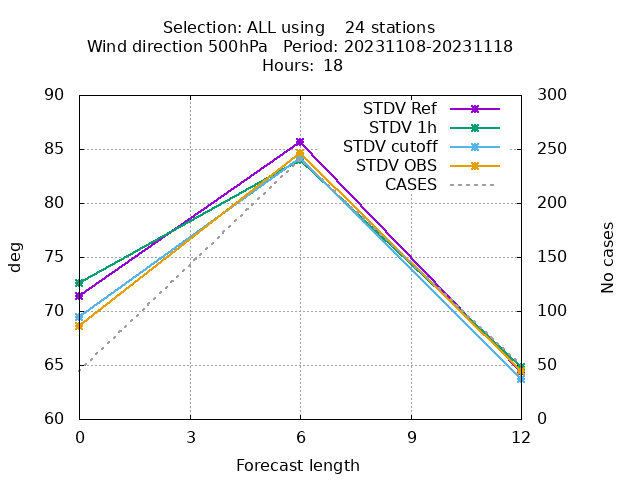 Selection: ALL using    24 stations
Wind direction 500hPa   Period: 20231108-20231118
Hours: 18
90
85
80
75
70
65
60
300
250
200
150
100
50
0
STDV Ref
STDV 1h
STDV cutoff
STDV OBS
CASES
deg
No cases
0 3 6 9 12
Forecast length